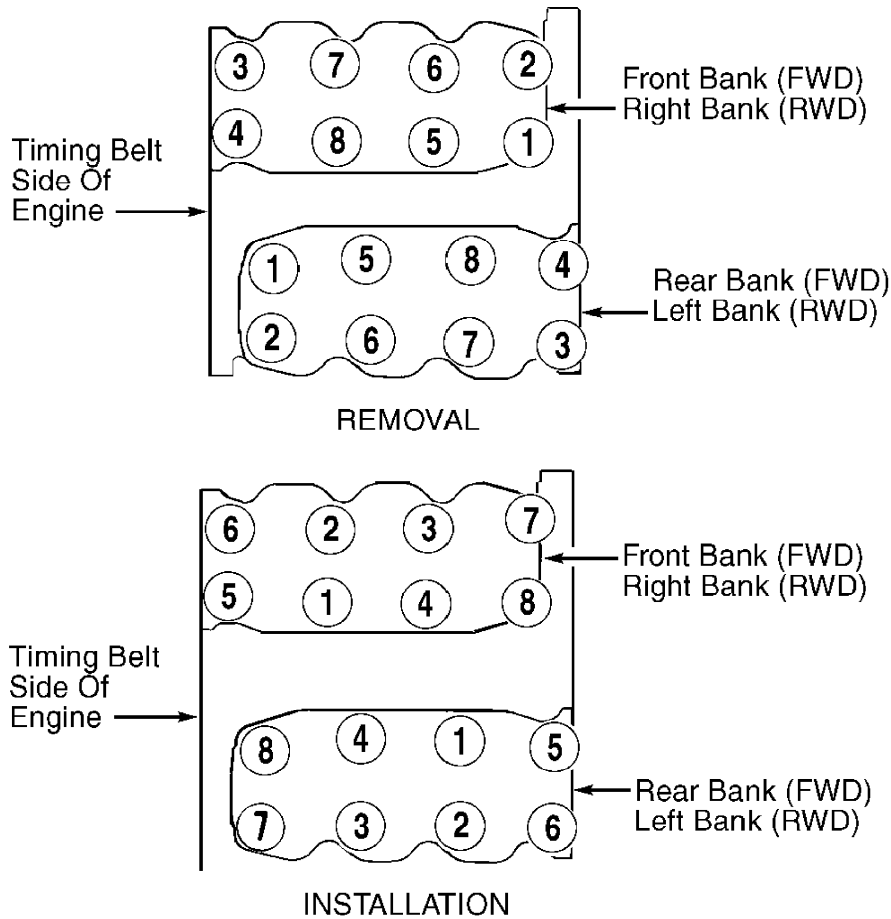 3 7 6 2
Front Bank (FWD)
Right Bank (RWD)
4 8 5 1
Timing Belt
Side Of
Engine
1 5 8 4
Rear Bank (FWD)
Left Bank (RWD)
2 6 7 3
REMOVAL
6 2 3 7
Front Bank (FWD)
Right Bank (RWD)
5 1 4 8
Timing Belt
Side Of
Engine
8 4 1 5
Rear Bank (FWD)
Left Bank (RWD)
7 3 2 6
INSTALLATION